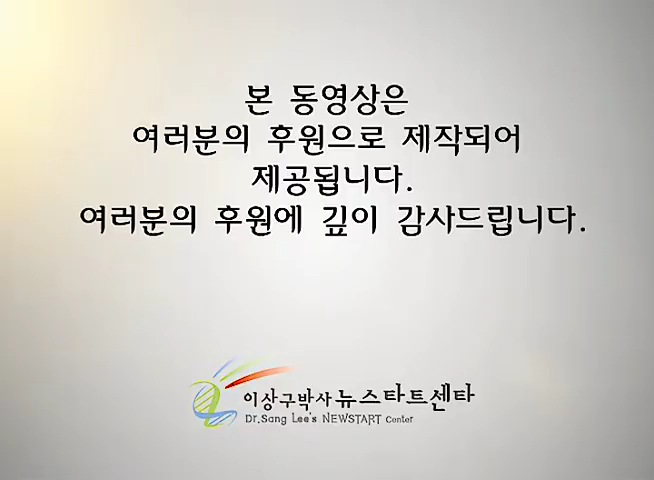 본 동영상은
여러분의 후원으로 제작되어
제공됩니다.
여러분의 후원에 깊이 감사드립니다.
이상구박사 뉴스타트센타
Dr.Sang Lee's NEWSTART Center